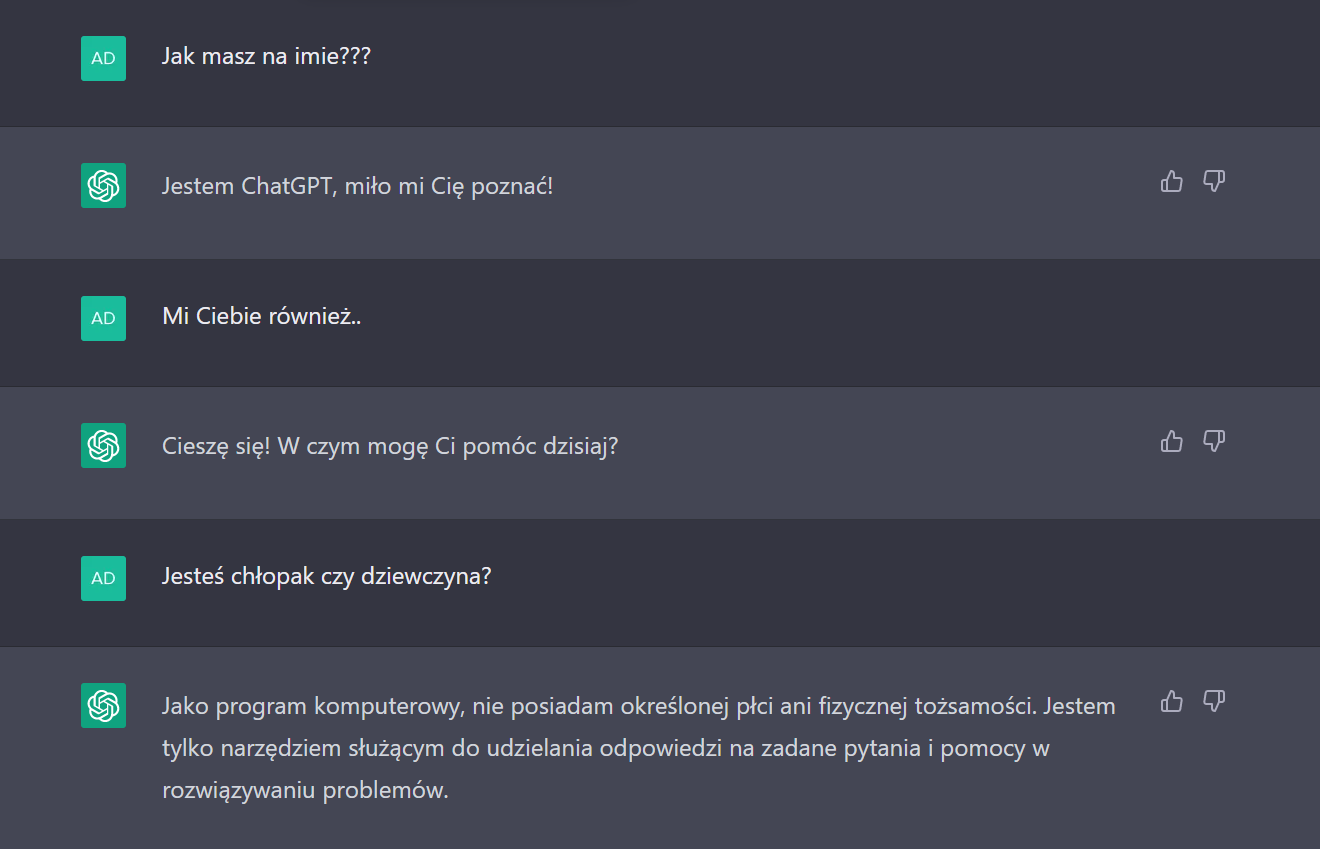 AD
Jak masz na imie???
Jestem ChatGPT, miło mi Cię poznać!
AD
Mi Ciebie również..
Cieszę się! W czym mogę Ci pomóc dzisiaj?
AD
Jesteś chłopak czy dziewczyna?
Jako program komputerowy, nie posiadam określonej płci ani fizycznej tożsamości. Jestem
tylko narzędziem służącym do udzielania odpowiedzi na zadane pytania i pomocy w
rozwiązywaniu problemów.